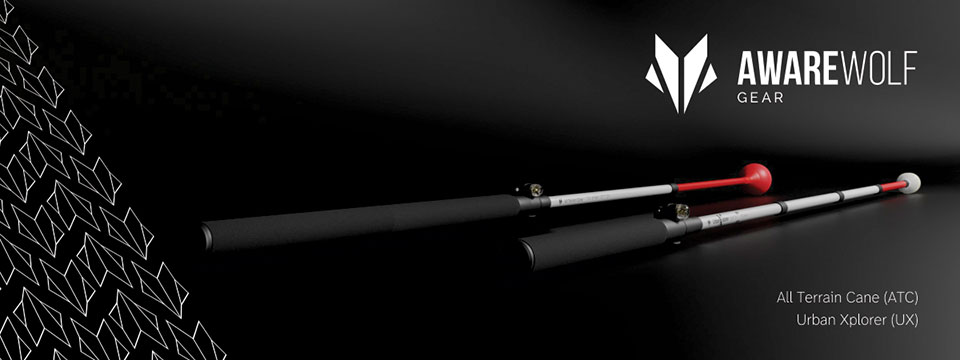 AWAREWOLF
GEAR
All Terrain Cane (ATC)
Urban Xplorer (UX)